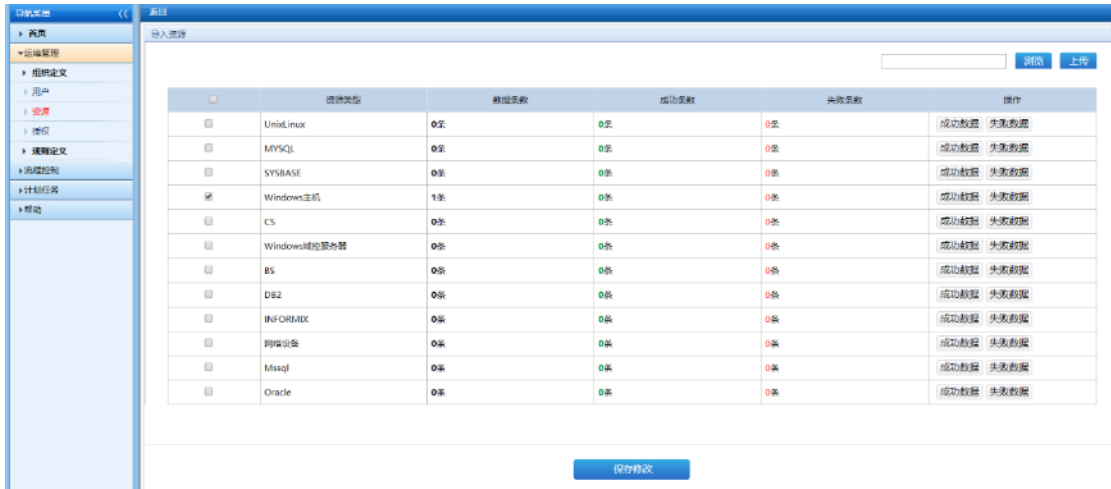 导航菜单 《 返回
首页
导入资源
运维管理
浏览 上传
组织定义
用户
资源类型 数据条数 成功条数 失败条数 操作
资源
UnixLinux 0条 0条 0条 成功数据 失败数据
授权
MYSQL 0条 0条 0条 成功数据 失败数据
规则定义
SYSBASE 0条 0条 0条 成功数据 失败数据
流程控制
计划任务
Windows主机 1条 0条 0条 成功数据 失败数据
帮助
CS 0条 0条 0条 成功数据 失败数据
Windows域控服务器 0条 0条 0条 成功数据 失败数据
BS 0条 0条 0条 成功数据 失败数据
DB2 0条 0条 0条 成功数据 失败数据
INFORMIX 0条 0条 0条 成功数据 失败数据
网络设备 0条 0条 0条 成功数据 失败数据
Mssql 0条 0条 0条 成功数据 失败数据
Oracle 0条 0条 0条 成功数据 失败数据
保存修改